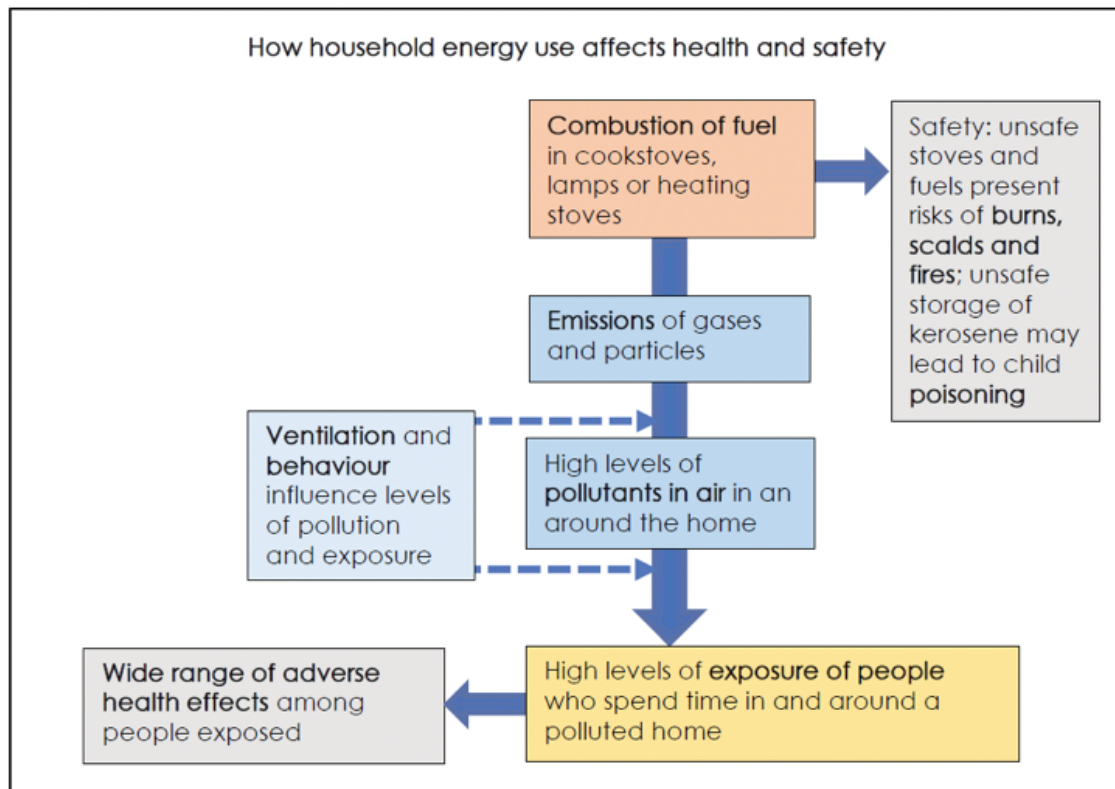 How household energy use affects health and safety
Combustion of fuel
in cookstoves,
lamps or heating
stoves
Safety: unsafe
stoves and
fuels present
risks of burns,
scalds and
fires; unsafe
storage of
kerosene may
lead to child
poisoning
Emissions of gases
and particles
Ventilation and
behaviour
influence levels
of pollution
and exposure
High levels of
pollutants in air in an
around the home
High levels of exposure of people
who spend time in and around a
polluted home
Wide range of adverse
health effects among
people exposed